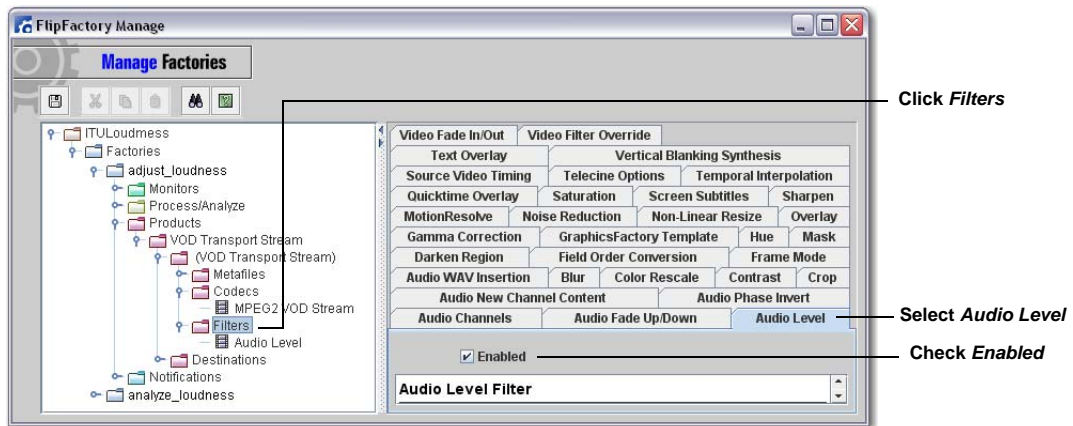 FlipFactory Manage
Manage Factories
ITULoudmess
Factories
adjust_loudness
Monitors
Process/Analyze
Products
VOD Transport Stream
(VOD Transport Stream)
Metafiles
Codecs
MPEG2 VOD Stream
Filters
Audio Level
Destinations
Notifications
analyze_loudness
Video Fade In/Out Video Filter Override
Text Overlay Vertical Blanking Synthesis
Source Video Timing Telecine Options Temporal Interpolation
Quicktime Overlay Saturation Screen Subtitles Sharpen
MotionResolve Noise Reduction Non-Linear Resize Overlay
Gamma Correction GraphicsFactory Template Hue Mask
Darken Region Field Order Conversion Frame Mode
Audio WAV Insertion Blur Color Rescale Contrast Crop
Audio New Channel Content Audio Phase Invert
Audio Channels Audio Fade Up/Down Audio Level
Enabled
Audio Level Filter
Click Filters
Select Audio Level
Check Enabled